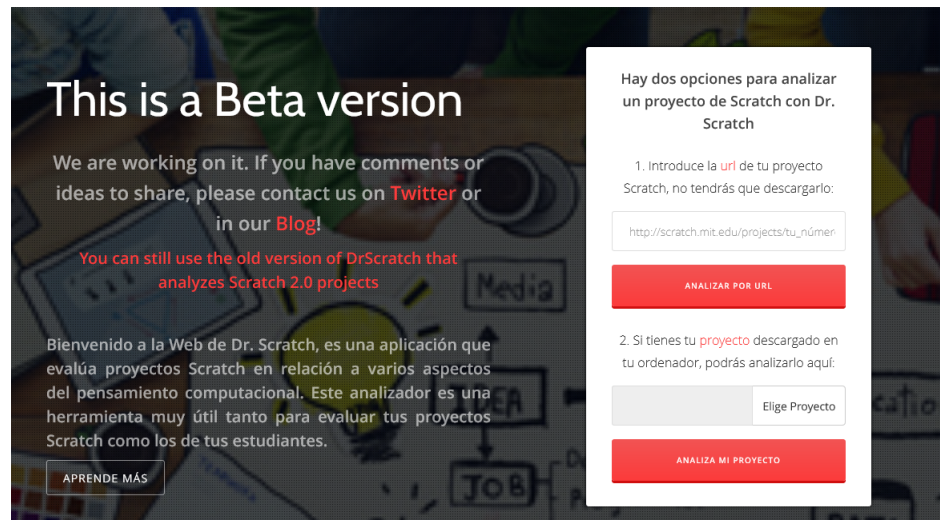 This is a Beta version
We are working on it. If you have comments or
ideas to share, please contact us on Twitter or
in our Blog!
You can still use the old version of DrScratch that
analyzes Scratch 2.0 projects
Bienvenido a la Web de Dr. Scratch, es una aplicación que
evalúa proyectos Scratch en relación a varios aspectos
del pensamiento computacional. Este analizador es una
herramienta muy útil tanto para evaluar tus proyectos
Scratch como los de tus estudiantes.
APRENDE MÁS
Hay dos opciones para analizar
un proyecto de Scratch con Dr.
Scratch
1. Introduce la url de tu proyecto
Scratch, no tendrás que descargarlo:
http://scratch.mit.edu/projects/tu_númer
ANALIZAR POR URL
2. Si tienes tu proyecto descargado en
tu ordenador, podrás analizarlo aquí:
Elige Proyecto
ANALIZA MI PROYECTO
Media
JOB